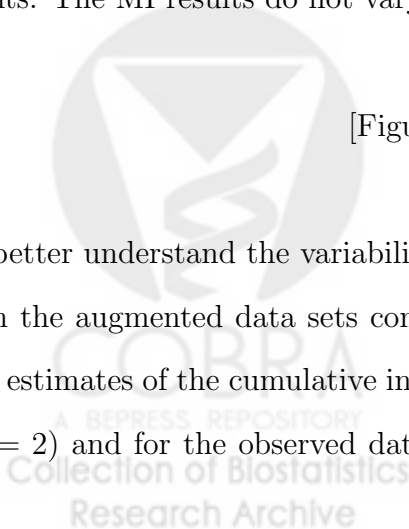 nts. The MI results do not vary
[Figu
better understand the variabili
n the augmented data sets con
estimates of the cumulative in
= 2) and for the observed dat
COBRA
A BEPRESS REPOSITORY
Collection of Biostatistics
Research Archive